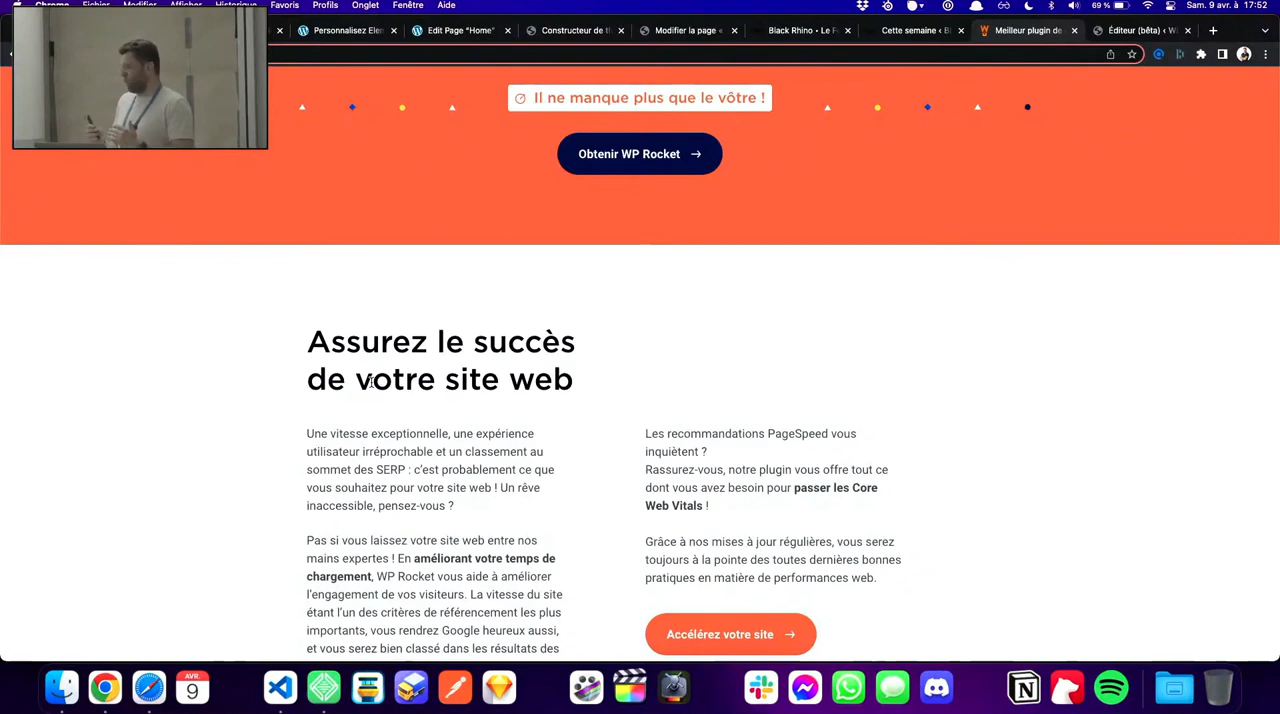 Chrome Fichier Modifier Afficher Historique Favoris Profils Onglet Fenêtre Aide 69 % Sam. 9 avr. à 17:52
Personnalisez Elem Edit Page "Home" Constructeur de th Modifier la page « Black Rhino • Le F Cette semaine « Bl Meilleur plugin de Éditeur (bêta) ‹ W
Il ne manque plus que le vôtre !
Obtenir WP Rocket →
Assurez le succès
de votre site web
Une vitesse exceptionnelle, une expérience
utilisateur irréprochable et un classement au
sommet des SERP : c’est probablement ce que
vous souhaitez pour votre site web ! Un rêve
inaccessible, pensez-vous ?
Pas si vous laissez votre site web entre nos
mains expertes ! En améliorant votre temps de
chargement, WP Rocket vous aide à améliorer
l’engagement de vos visiteurs. La vitesse du site
étant l’un des critères de référencement les plus
importants, vous rendrez Google heureux aussi,
et vous serez bien classé dans les résultats des
Les recommandations PageSpeed vous
inquiètent ?
Rassurez-vous, notre plugin vous offre tout ce
dont vous avez besoin pour passer les Core
Web Vitals !
Grâce à nos mises à jour régulières, vous serez
toujours à la pointe des toutes dernières bonnes
pratiques en matière de performances web.
Accélérez votre site →
AVR.
9